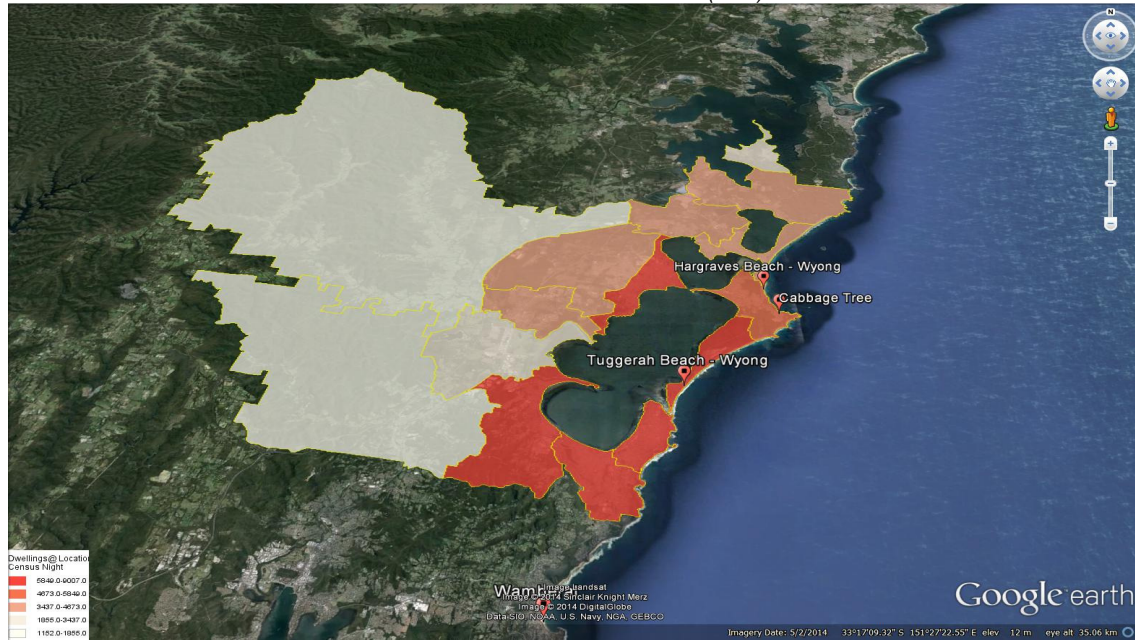 N
Hargraves Beach - Wyong
Cabbage Tree
Tuggerah Beach - Wyong
Dwellings@ Location
Census Night
5849.0-9007.0
4673.0-5849.0
3437.0-4673.0
1855.0-3437.0
1152.0-1855.0
Image Landsat
Image © 2014 Sinclair Knight Merz
Image © 2014 DigitalGlobe
Data SIO, NOAA, U.S. Navy, NGA, GEBCO
Google earth
Imagery Date: 5/2/2014 33°17'09.32" S 151°27'22.55" E elev 12 m eye alt 35.06 km